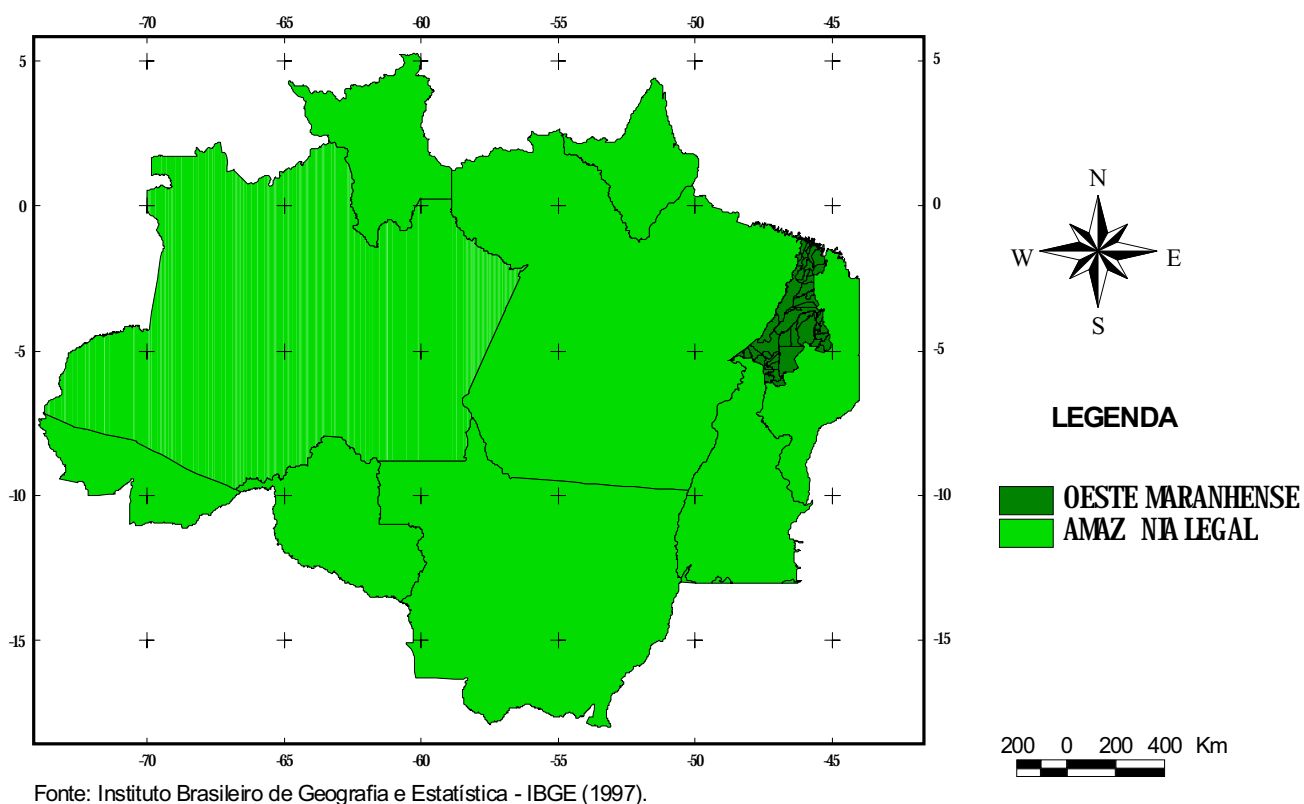 -70 -65 -60 -55 -50 -45
5 5
0 0
-5 -5
-10 -10
-15 -15
-70 -65 -60 -55 -50 -45
N
W E
S
LEGENDA
OESTE MARANHENSE
AMAZ NIA LEGAL
200 0 200 400 Km
Fonte: Instituto Brasileiro de Geografia e Estatística - IBGE (1997).